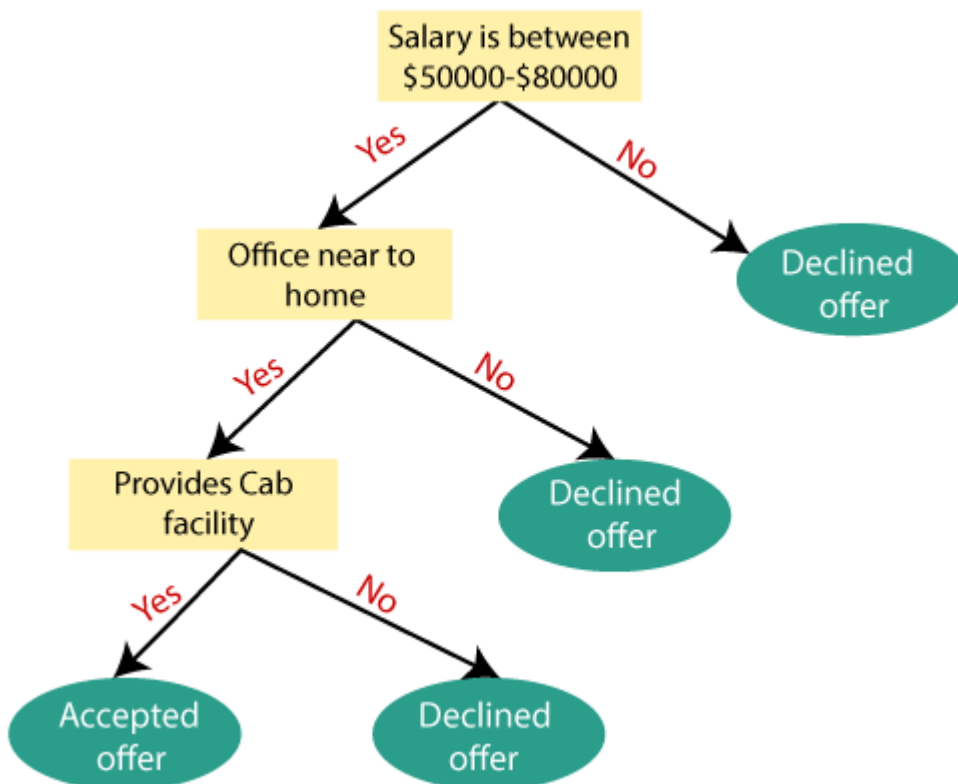 Salary is between
$50000-$80000
Yes
No
Office near to
home
Declined
offer
Yes
No
Provides Cab
facility
Declined
offer
Yes
No
Accepted
offer
Declined
offer